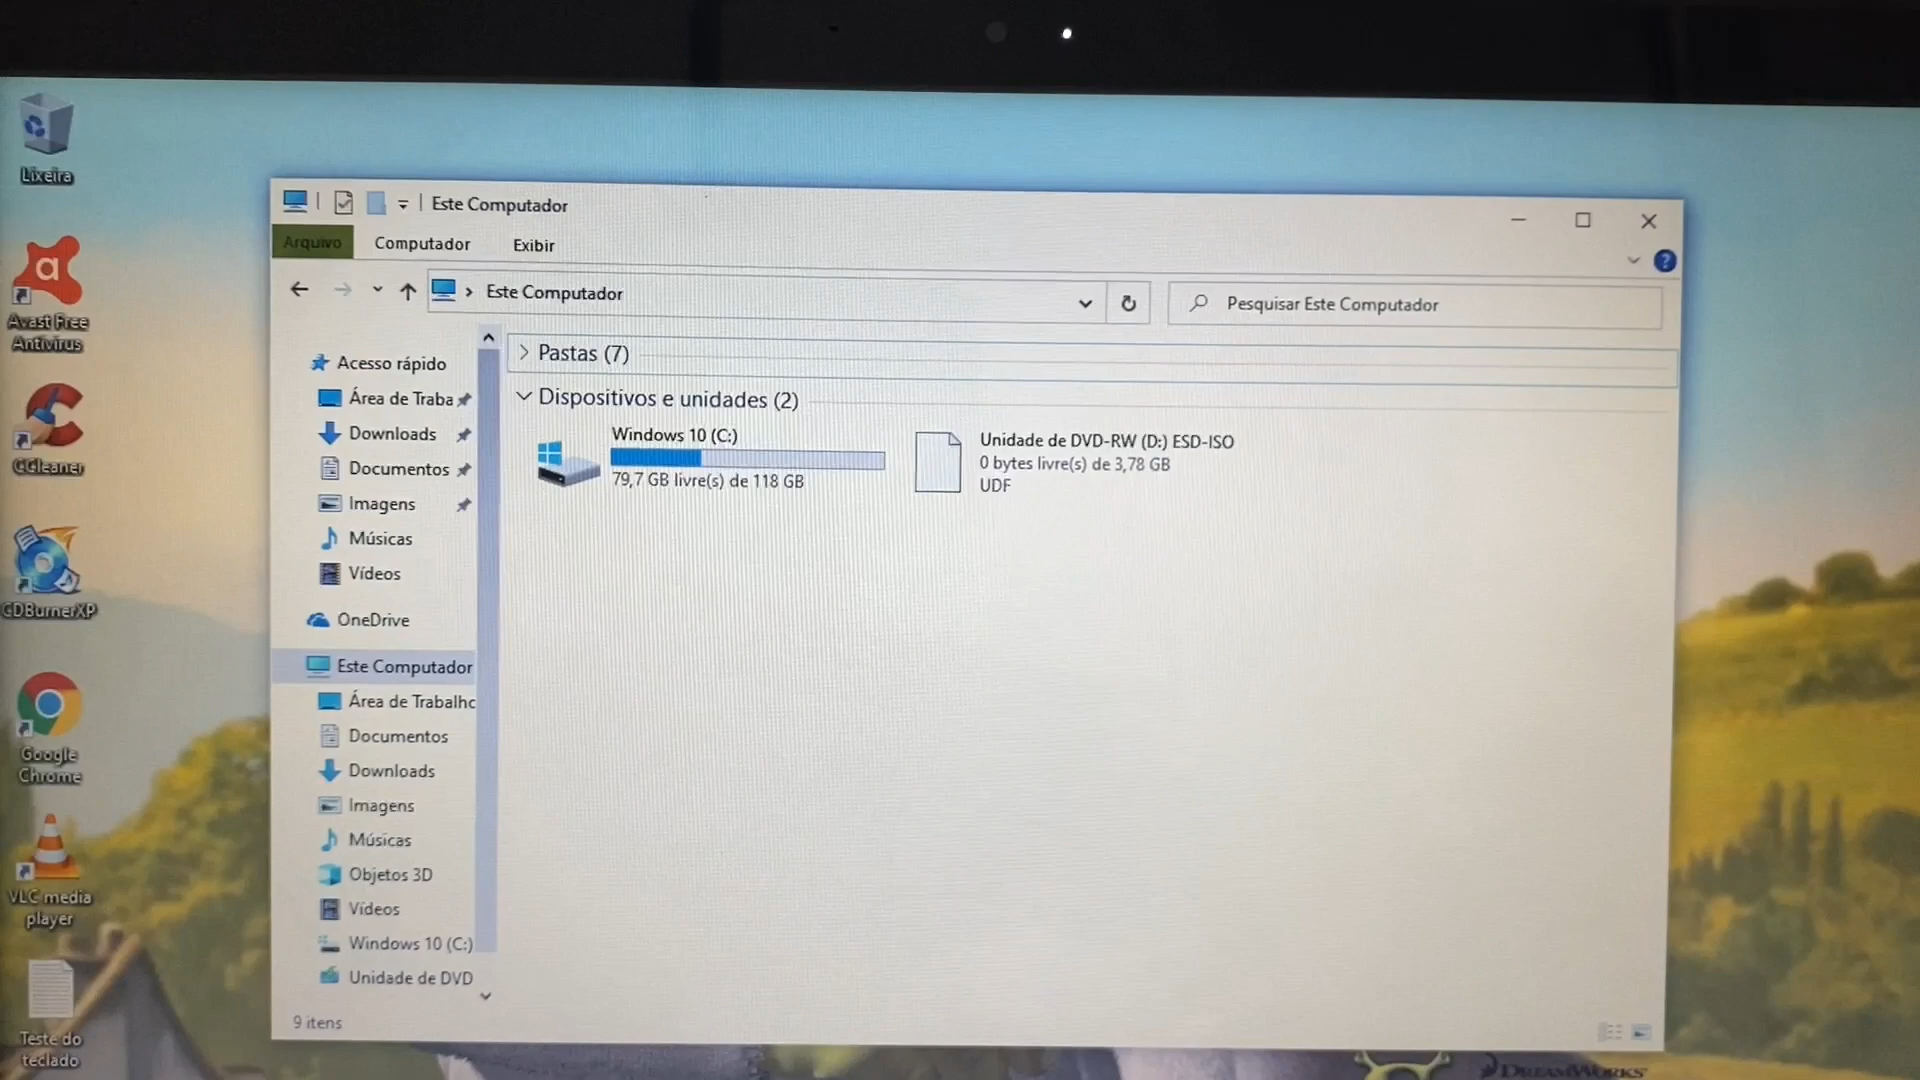 Lixeira
Avast Free
Antivirus
CCleaner
CDBurnerXP
Google
Chrome
VLC media
player
Teste do
teclado
Este Computador
Arquivo
Computador
Exibir
Este Computador
Pesquisar Este Computador
Acesso rápido
Área de Traba
Downloads
Documentos
Imagens
Músicas
Vídeos
OneDrive
Este Computador
Área de Trabalho
Documentos
Downloads
Imagens
Músicas
Objetos 3D
Vídeos
Windows 10 (C:)
Unidade de DVD
9 itens
Pastas (7)
Dispositivos e unidades (2)
Windows 10 (C:)
79,7 GB livre(s) de 118 GB
Unidade de DVD-RW (D:) ESD-ISO
0 bytes livre(s) de 3,78 GB
UDF
DREAMWORKS